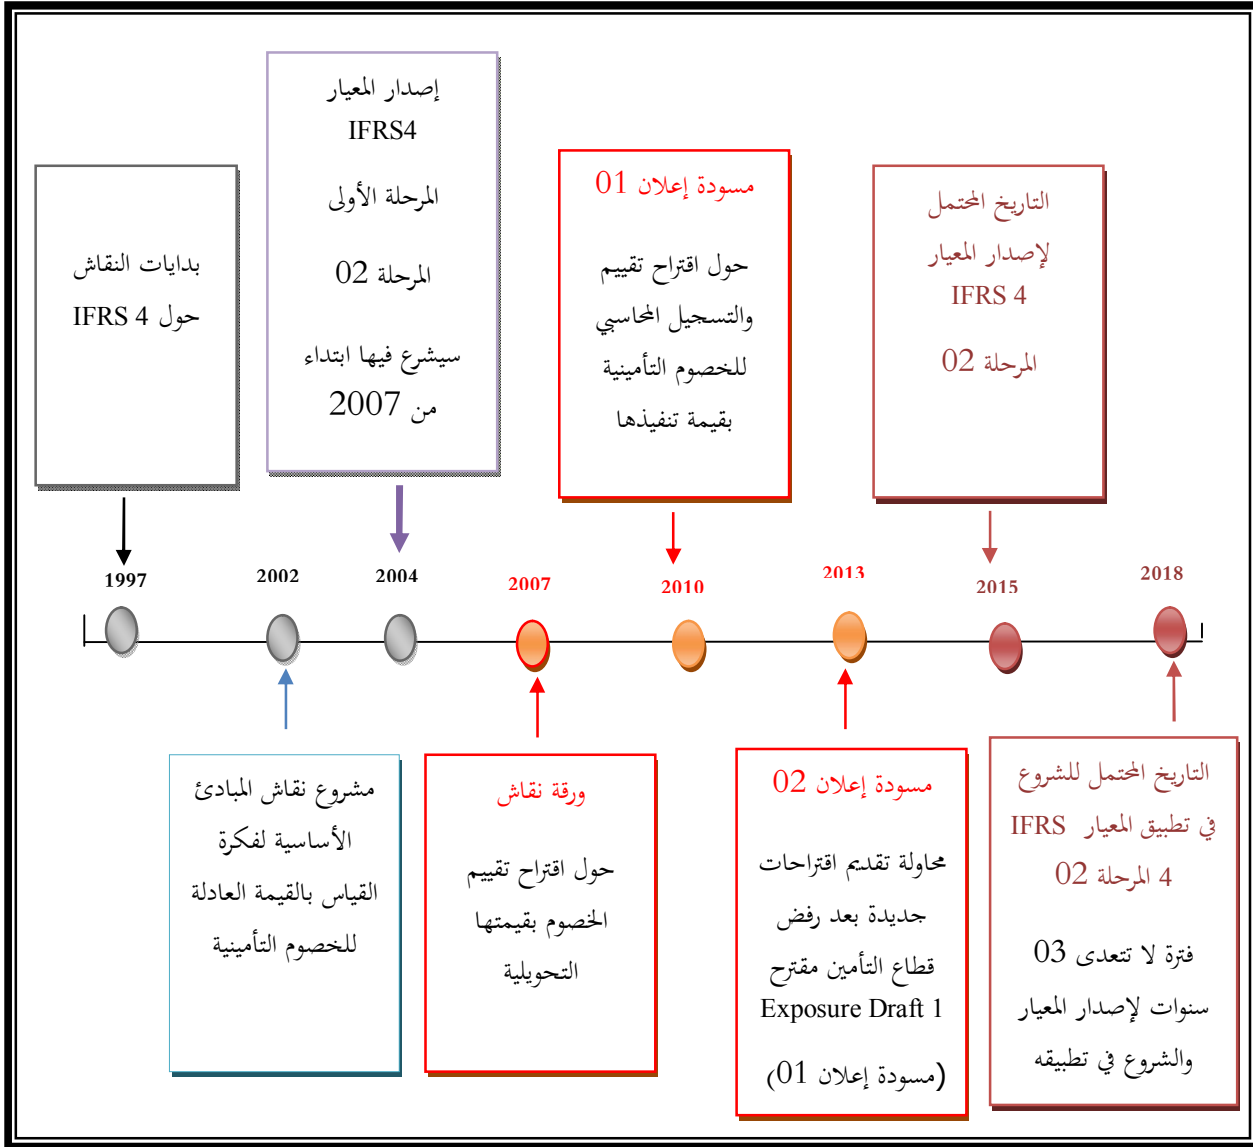 بدايات النقاش
حول IFRS 4
إصدار المعيار
IFRS4
المرحلة الأولى
المرحلة 02
سيشرع فيها ابتداء
من 2007
مسودة إعلان 01
حول اقتراح تقييم
والتسجيل المحاسبي
للخصوم التأمينية
بقيمة تنفيذها
التاريخ المحتمل
لإصدار المعيار
IFRS 4
المرحلة 02
1997
2002
2004
2007
2010
2013
2015
2018
مشروع نقاش المبادئ
الأساسية لفكرة
القياس بالقيمة العادلة
للخصوم التأمينية
ورقة نقاش
حول اقتراح تقييم
الخصوم بقيمتها
التحويلية
مسودة إعلان 02
محاولة تقديم اقتراحات
جديدة بعد رفض
قطاع التأمين مقترح
Exposure Draft 1
(مسودة إعلان 01)
التاريخ المحتمل للشروع
في تطبيق المعيار IFRS
4 المرحلة 02
فترة لا تتعدى 03
سنوات لإصدار المعيار
والشروع في تطبيقه